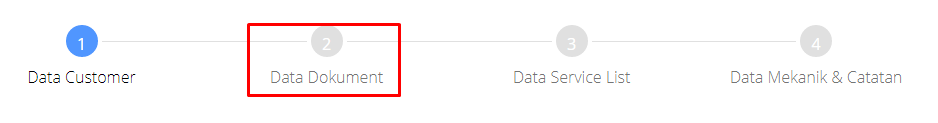 1 2 3 4
Data Customer Data Dokument Data Service List Data Mekanik & Catatan